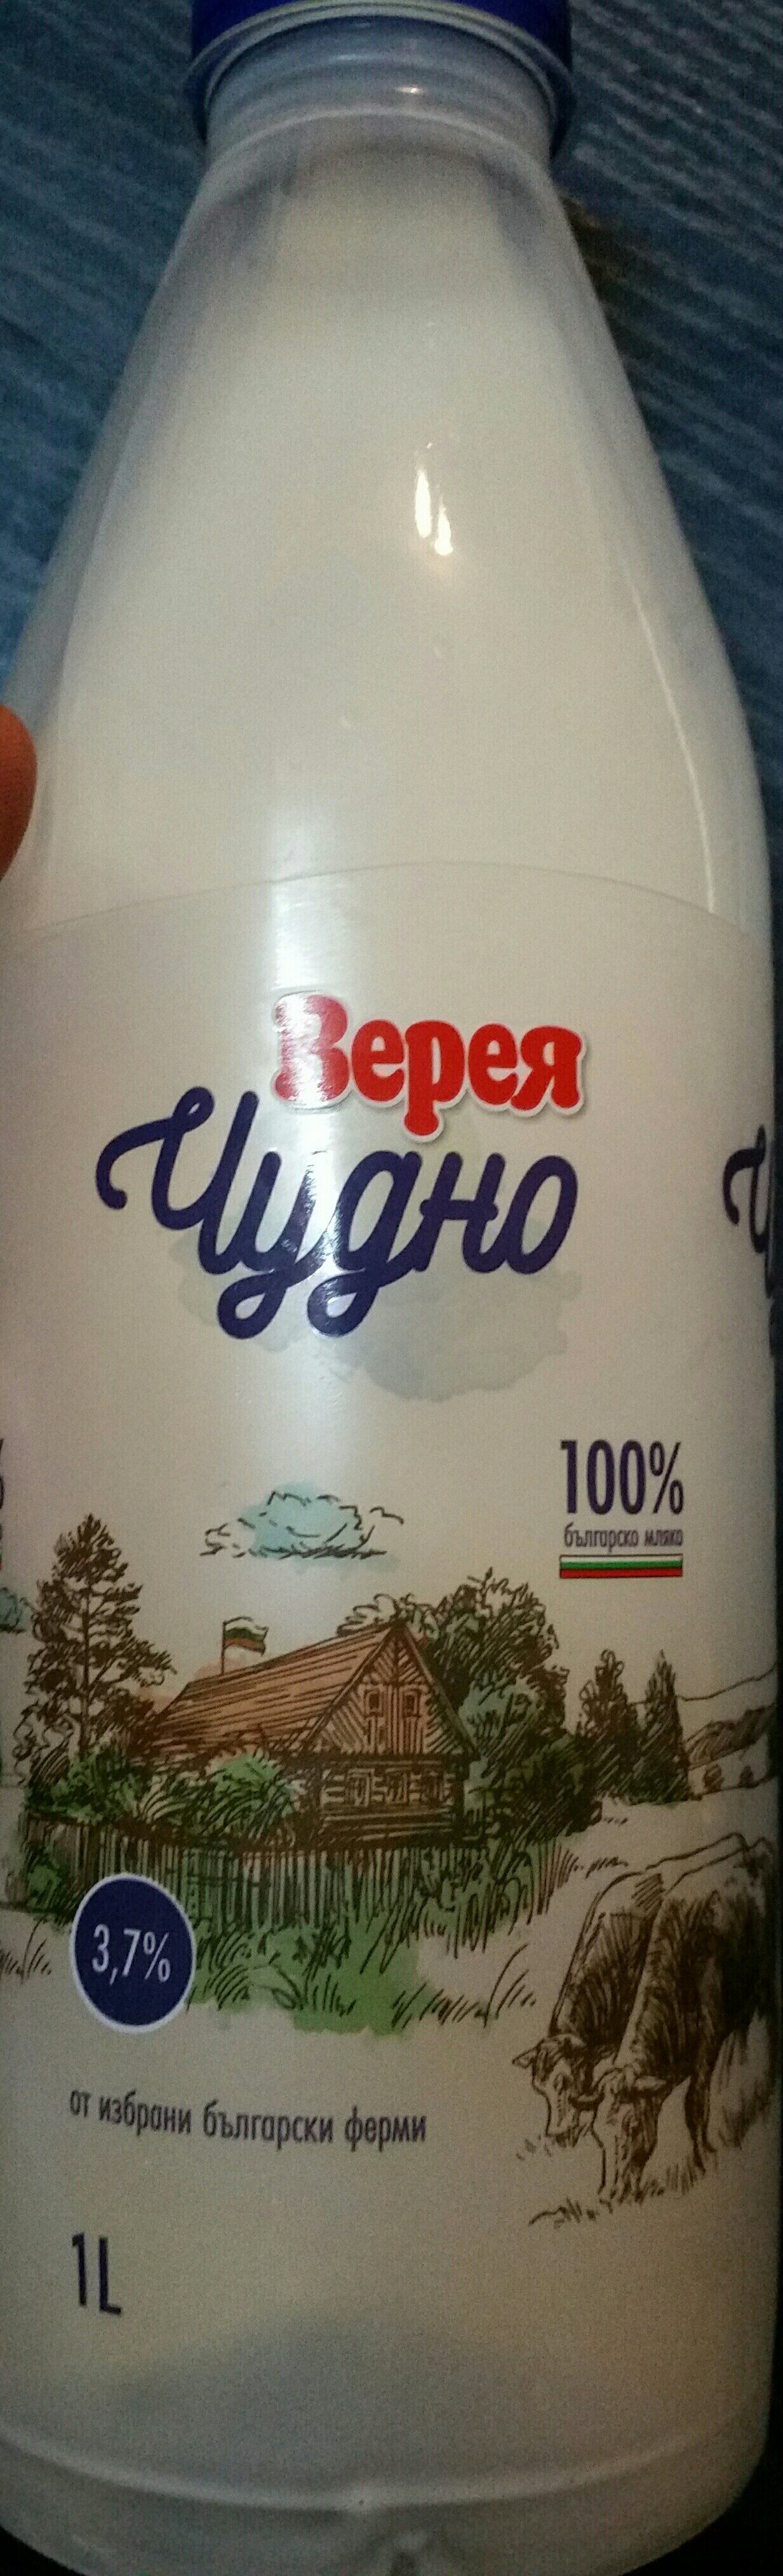 Верея
Чудно
100%
българско мляко
3,7%
от избрани български ферми
1L